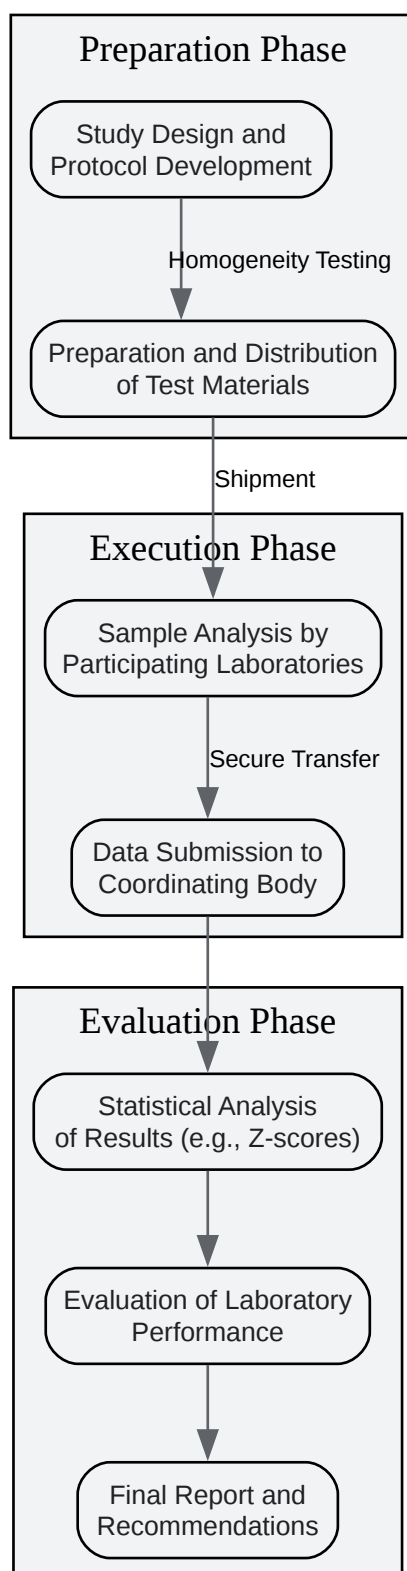 Preparation Phase
Study Design and
Protocol Development
Homogeneity Testing
Preparation and Distribution
of Test Materials
Shipment
Execution Phase
Sample Analysis by
Participating Laboratories
Secure Transfer
Data Submission to
Coordinating Body
Evaluation Phase
Statistical Analysis
of Results (e.g., Z-scores)
Evaluation of Laboratory
Performance
Final Report and
Recommendations